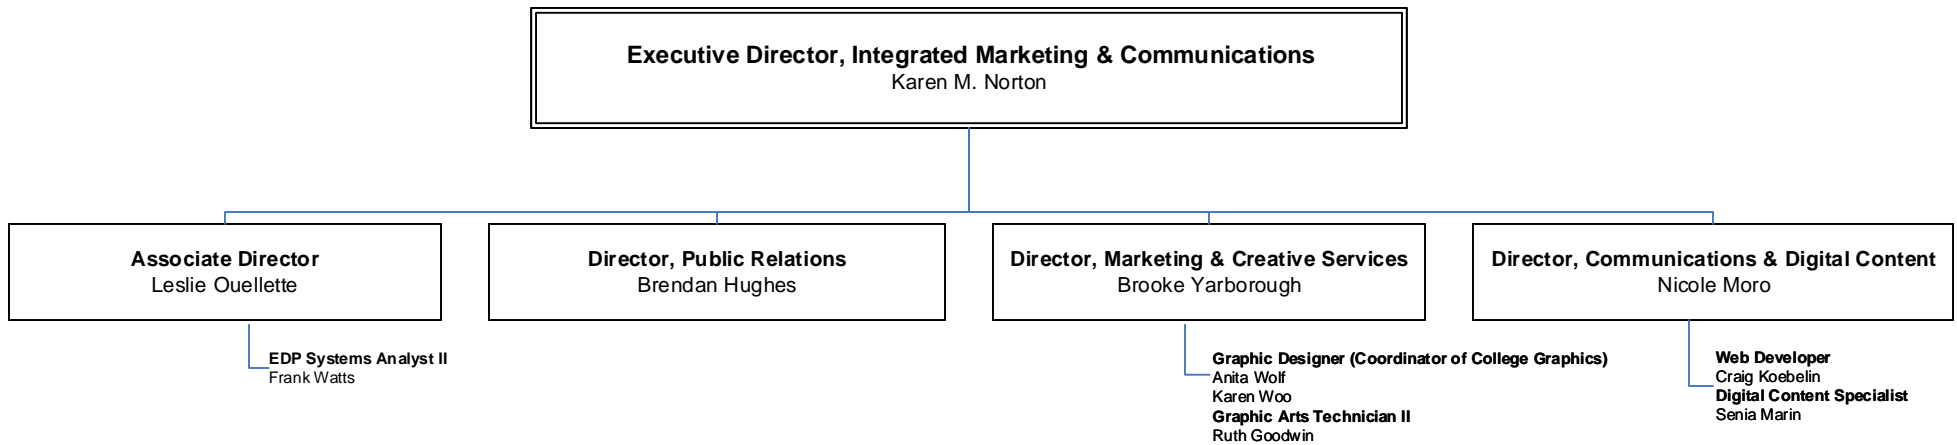 Executive Director, Integrated Marketing & Communications
Karen M. Norton
Associate Director
Leslie Ouellette
Director, Public Relations
Brendan Hughes
Director, Marketing & Creative Services
Brooke Yarborough
Director, Communications & Digital Content
Nicole Moro
EDP Systems Analyst II
Frank Watts
Graphic Designer (Coordinator of College Graphics)
Anita Wolf
Karen Woo
Graphic Arts Technician II
Ruth Goodwin
Web Developer
Craig Koebelin
Digital Content Specialist
Senia Marin